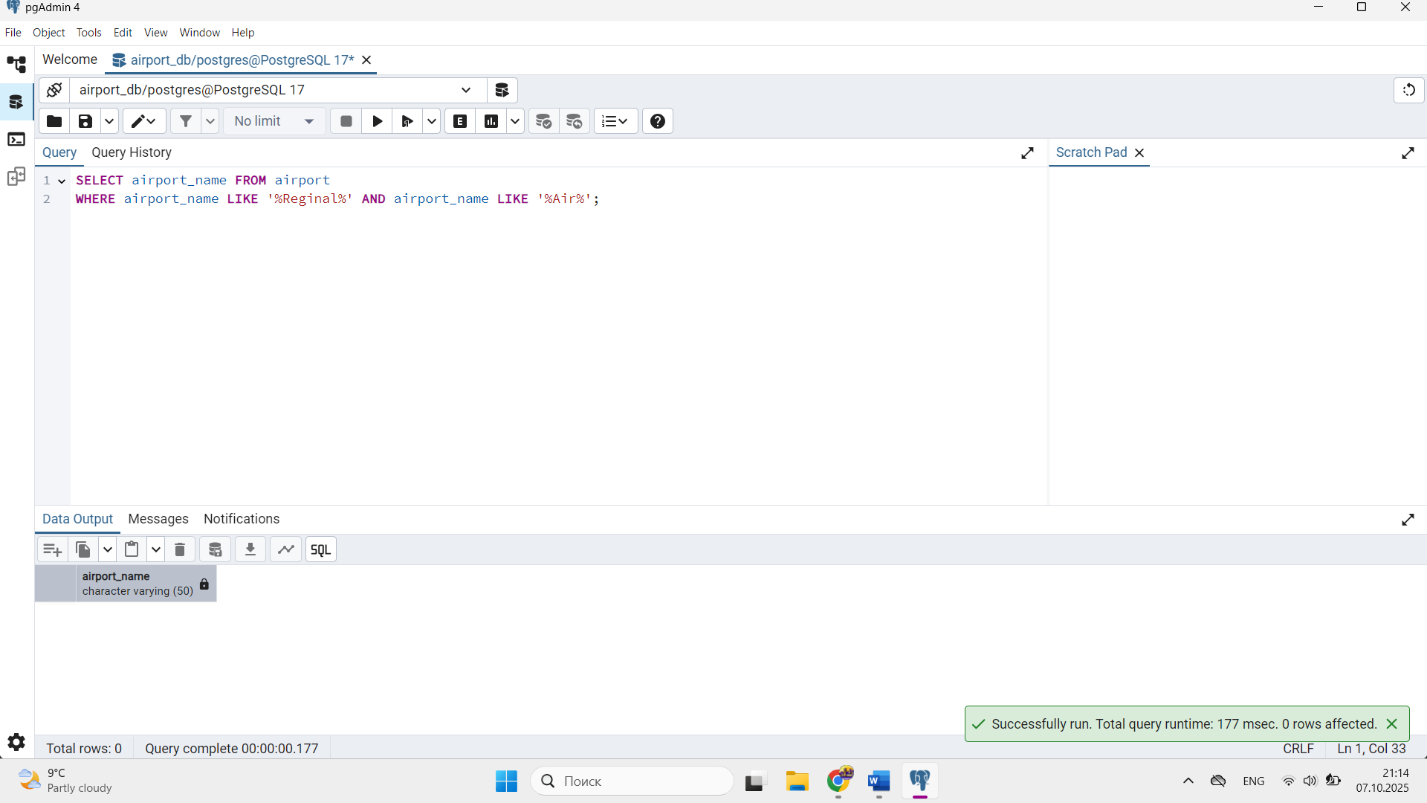 pgAdmin 4
File Object Tools Edit View Window Help
Welcome airport_db/postgres@PostgreSQL 17*
airport_db/postgres@PostgreSQL 17
No limit
E
Query Query History
Scratch Pad
1 SELECT airport_name FROM airport
2 WHERE airport_name LIKE '%Reginal%' AND airport_name LIKE '%Air%';
Data Output Messages Notifications
SQL
airport_name
character varying (50)
Successfully run. Total query runtime: 177 msec. 0 rows affected.
Total rows: 0 Query complete 00:00:00.177 CRLF Ln 1, Col 33
9°C
Partly cloudy
Поиск
ENG
21:14
07.10.2025